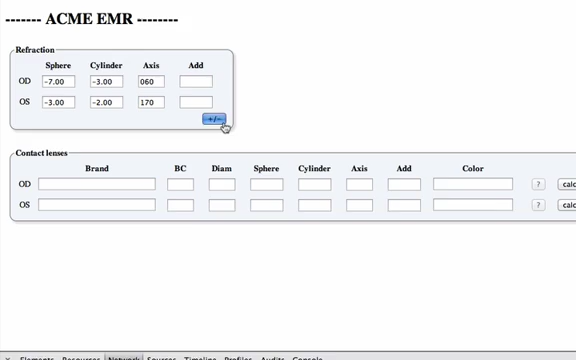 ------- ACME EMR --------
Refraction
Sphere Cylinder Axis Add
OD -7.00 -3.00 060
OS -3.00 -2.00 170
+/-
Contact lenses
Brand BC Diam Sphere Cylinder Axis Add Color
OD ? calc
OS ? calc
Elements Resources Network Sources Timeline Profiles Audits Console